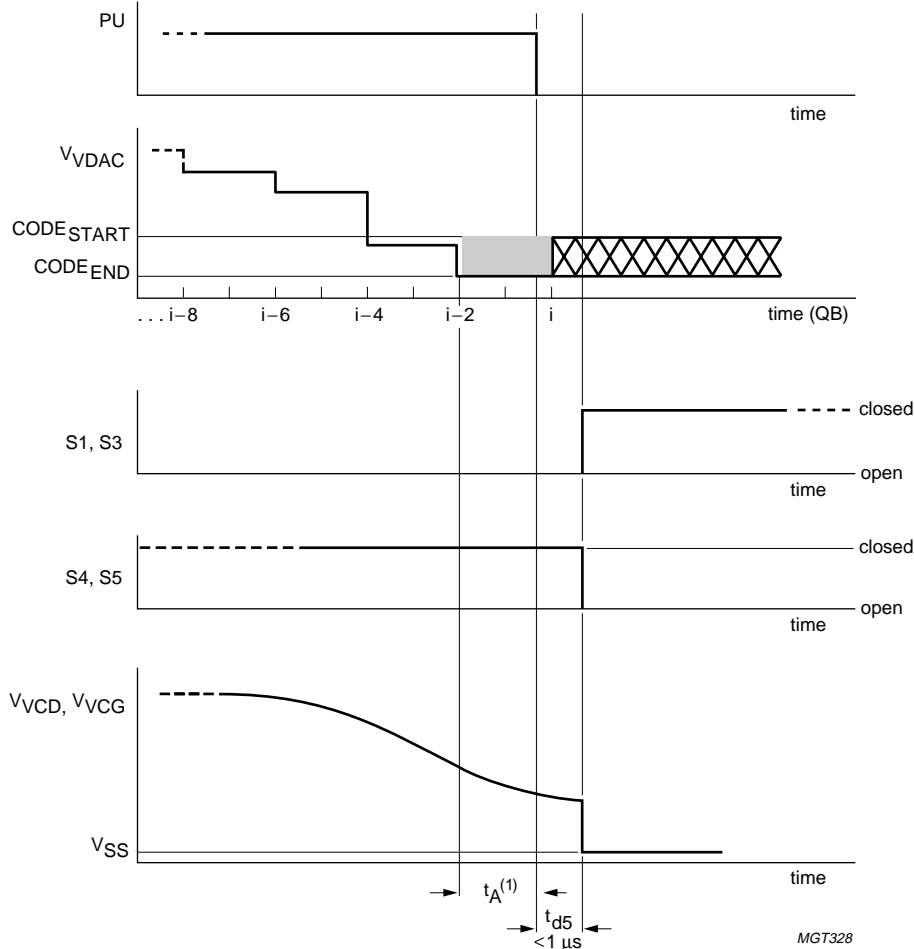 PU
time
V_VDAC
CODE_START
CODE_END
. . . i−8 i−6 i−4 i−2 i time (QB)
closed
S1, S3
open
time
closed
S4, S5
open
time
V_VCD, V_VCG
V_SS
time
t_A^(1)
t_d5
<1 μs
MGT328